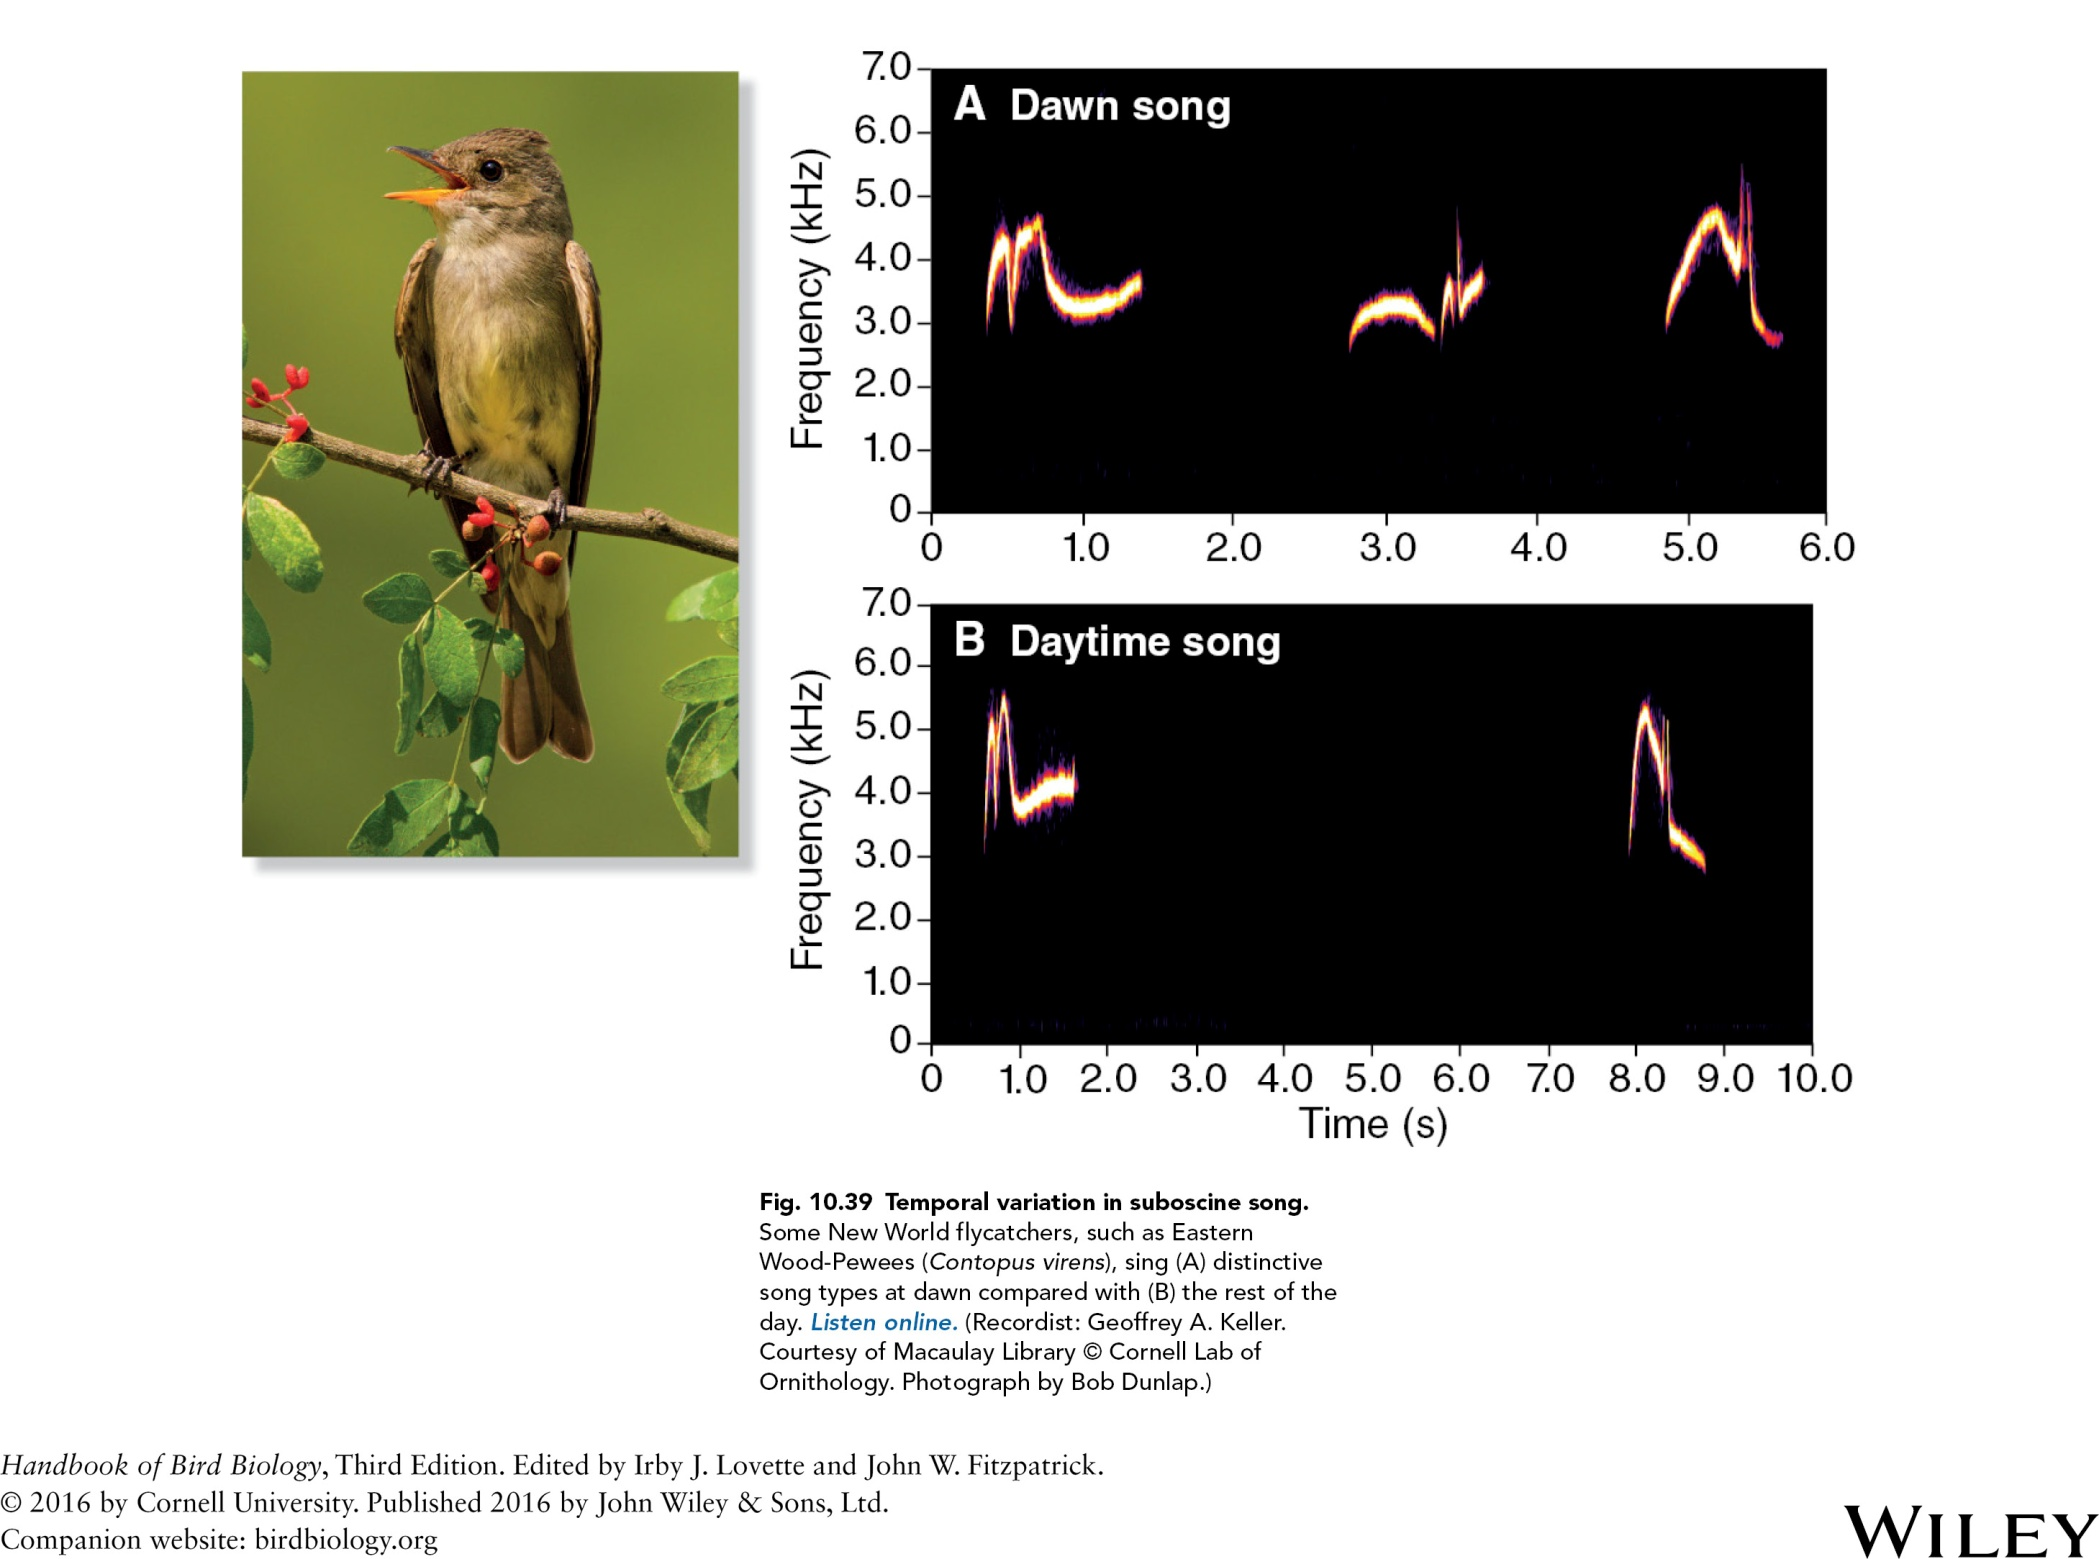 7.0
A Dawn song
6.0
5.0
4.0
3.0
2.0
1.0
0
Frequency (kHz)
0 1.0 2.0 3.0 4.0 5.0 6.0
7.0
B Daytime song
6.0
5.0
4.0
3.0
2.0
1.0
0
Frequency (kHz)
0 1.0 2.0 3.0 4.0 5.0 6.0 7.0 8.0 9.0 10.0
Time (s)
Fig. 10.39 Temporal variation in suboscine song.
Some New World flycatchers, such as Eastern
Wood-Pewees (Contopus virens), sing (A) distinctive
song types at dawn compared with (B) the rest of the
day. Listen online. (Recordist: Geoffrey A. Keller.
Courtesy of Macaulay Library © Cornell Lab of
Ornithology. Photograph by Bob Dunlap.)
Handbook of Bird Biology, Third Edition. Edited by Irby J. Lovette and John W. Fitzpatrick.
© 2016 by Cornell University. Published 2016 by John Wiley & Sons, Ltd.
Companion website: birdbiology.org
WILEY